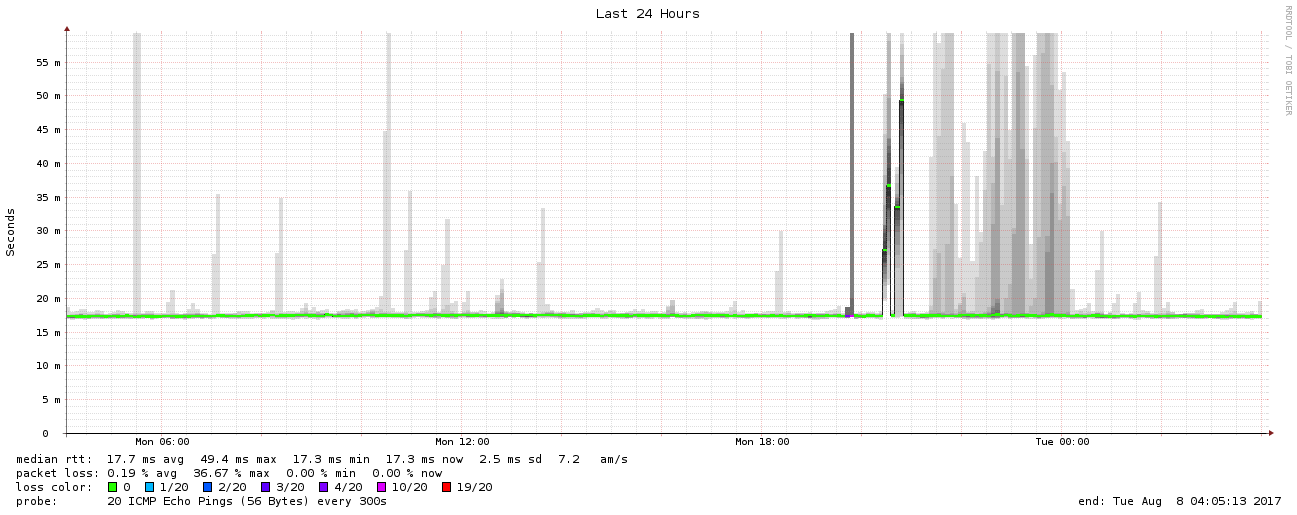 Last 24 Hours
RRDTOOL / TOBI OETIKER
Seconds
55 m
50 m
45 m
40 m
35 m
30 m
25 m
20 m
15 m
10 m
5 m
0
Mon 06:00 Mon 12:00 Mon 18:00 Tue 00:00
median rtt: 17.7 ms avg 49.4 ms max 17.3 ms min 17.3 ms now 2.5 ms sd 7.2 am/s
packet loss: 0.19 % avg 36.67 % max 0.00 % min 0.00 % now
loss color: 0 1/20 2/20 3/20 4/20 10/20 19/20
probe: 20 ICMP Echo Pings (56 Bytes) every 300s end: Tue Aug 8 04:05:13 2017